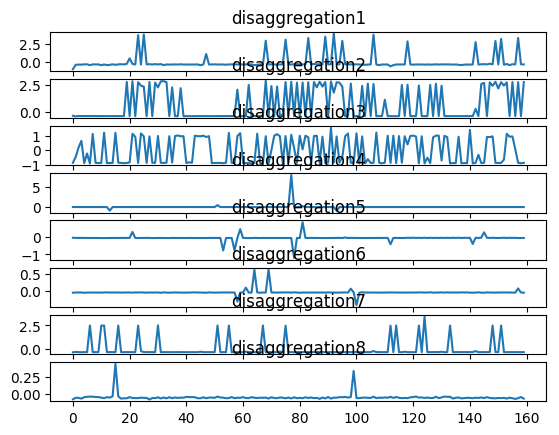 disaggregation1
2.5
0.0
disaggregation2
2.5
0.0
disaggregation3
1
0
−1
disaggregation4
5
0
disaggregation5
0
−1
disaggregation6
0.5
0.0
disaggregation7
2.5
0.0
disaggregation8
0.25
0.00
0 20 40 60 80 100 120 140 160